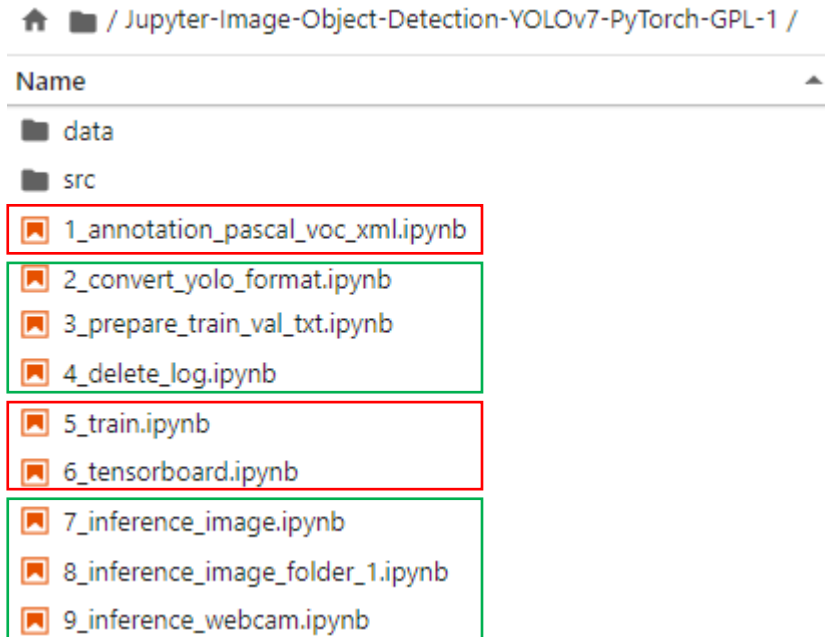 / Jupyter-Image-Object-Detection-YOLOv7-PyTorch-GPL-1 /
Name
data
src
1_annotation_pascal_voc_xml.ipynb
2_convert_yolo_format.ipynb
3_prepare_train_val_txt.ipynb
4_delete_log.ipynb
5_train.ipynb
6_tensorboard.ipynb
7_inference_image.ipynb
8_inference_image_folder_1.ipynb
9_inference_webcam.ipynb